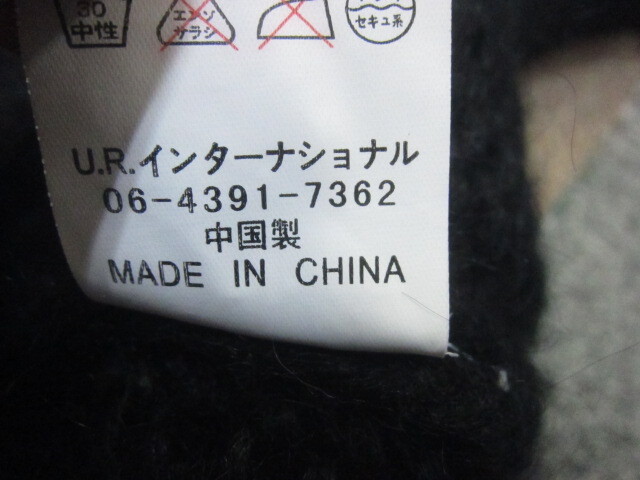 30
中性
エンソ
サラシ
セキユ系
U.R.インターナショナル
06-4391-7362
中国製
MADE IN CHINA